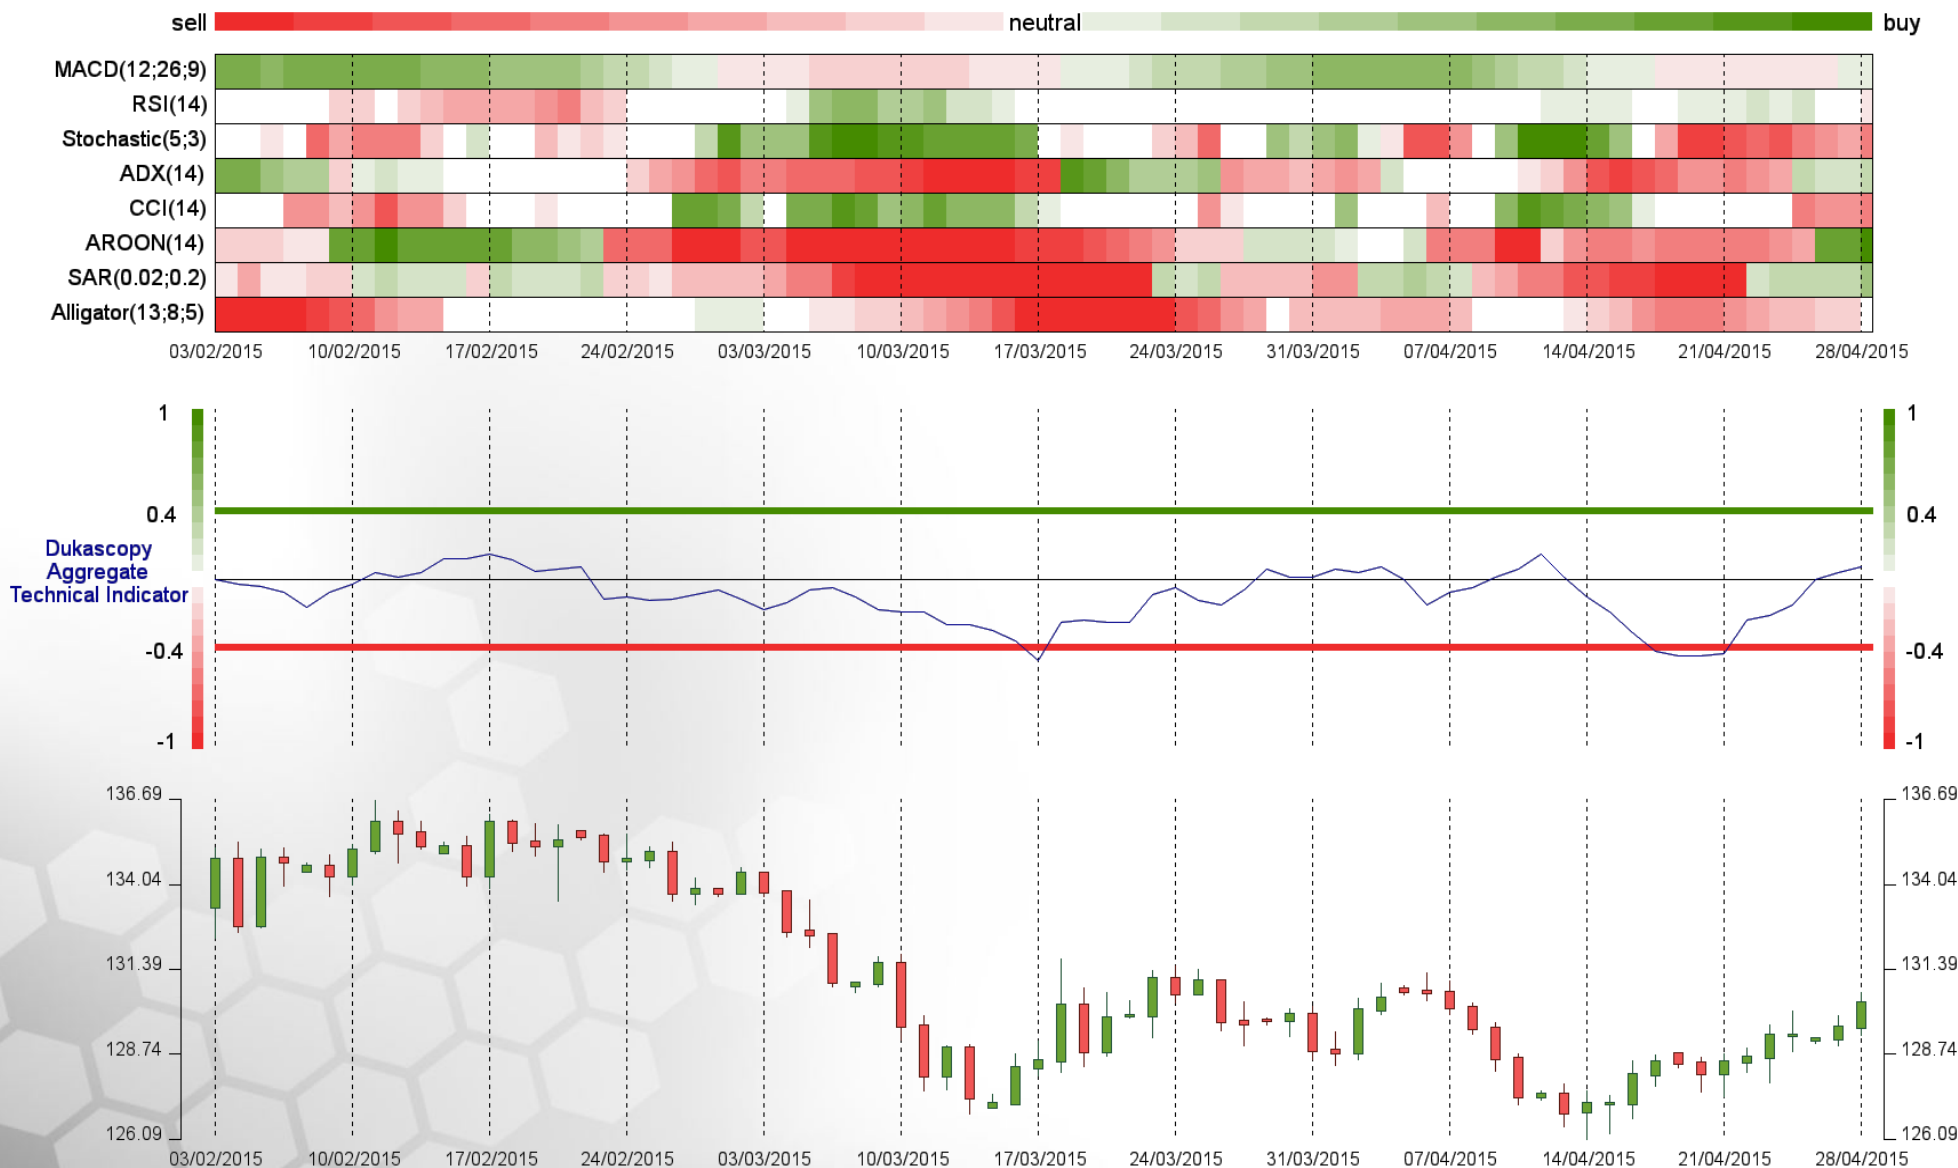 sell neutral buy
MACD(12;26;9)
RSI(14)
Stochastic(5;3)
ADX(14)
CCI(14)
AROON(14)
SAR(0.02;0.2)
Alligator(13;8;5)
03/02/2015 10/02/2015 17/02/2015 24/02/2015 03/03/2015 10/03/2015 17/03/2015 24/03/2015 31/03/2015 07/04/2015 14/04/2015 21/04/2015 28/04/2015
1 1
0.4 0.4
Dukascopy
Aggregate
Technical Indicator
-0.4 -0.4
-1 -1
136.69 136.69
134.04 134.04
131.39 131.39
128.74 128.74
126.09 126.09
03/02/2015 10/02/2015 17/02/2015 24/02/2015 03/03/2015 10/03/2015 17/03/2015 24/03/2015 31/03/2015 07/04/2015 14/04/2015 21/04/2015 28/04/2015